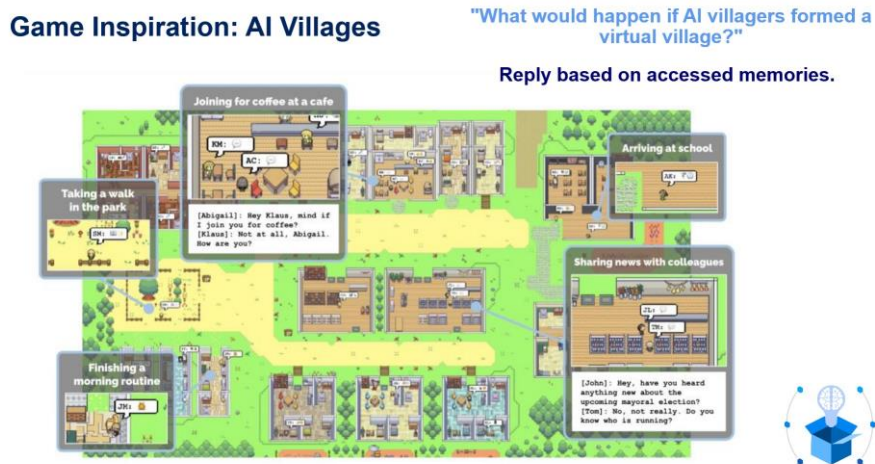 Game Inspiration: AI Villages
"What would happen if AI villagers formed a
virtual village?"
Reply based on accessed memories.
Joining for coffee at a cafe
KM:
AC:
[Abigail]: Hey Klaus, mind if
I join you for coffee?
[Klaus]: Not at all, Abigail.
How are you?
Taking a walk
in the park
SM:
Arriving at school
AK:
Sharing news with colleagues
JL:
TM:
[John]: Hey, have you heard
anything new about the
upcoming mayoral election?
[Tom]: No, not really. Do you
know who is running?
Finishing a
morning routine
JM: